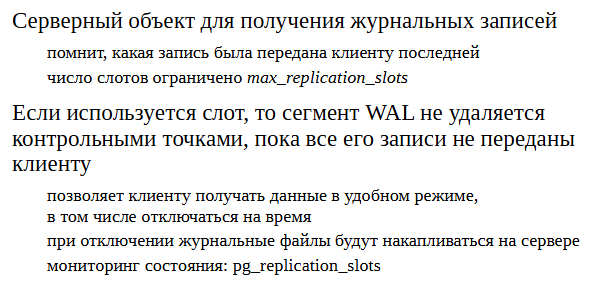 Серверный объект для получения журнальных записей
помнит, какая запись была передана клиенту последней
число слотов ограничено max_replication_slots
Если используется слот, то сегмент WAL не удаляется
контрольными точками, пока все его записи не переданы
клиенту
позволяет клиенту получать данные в удобном режиме,
в том числе отключаться на время
при отключении журнальные файлы будут накапливаться на сервере
мониторинг состояния: pg_replication_slots